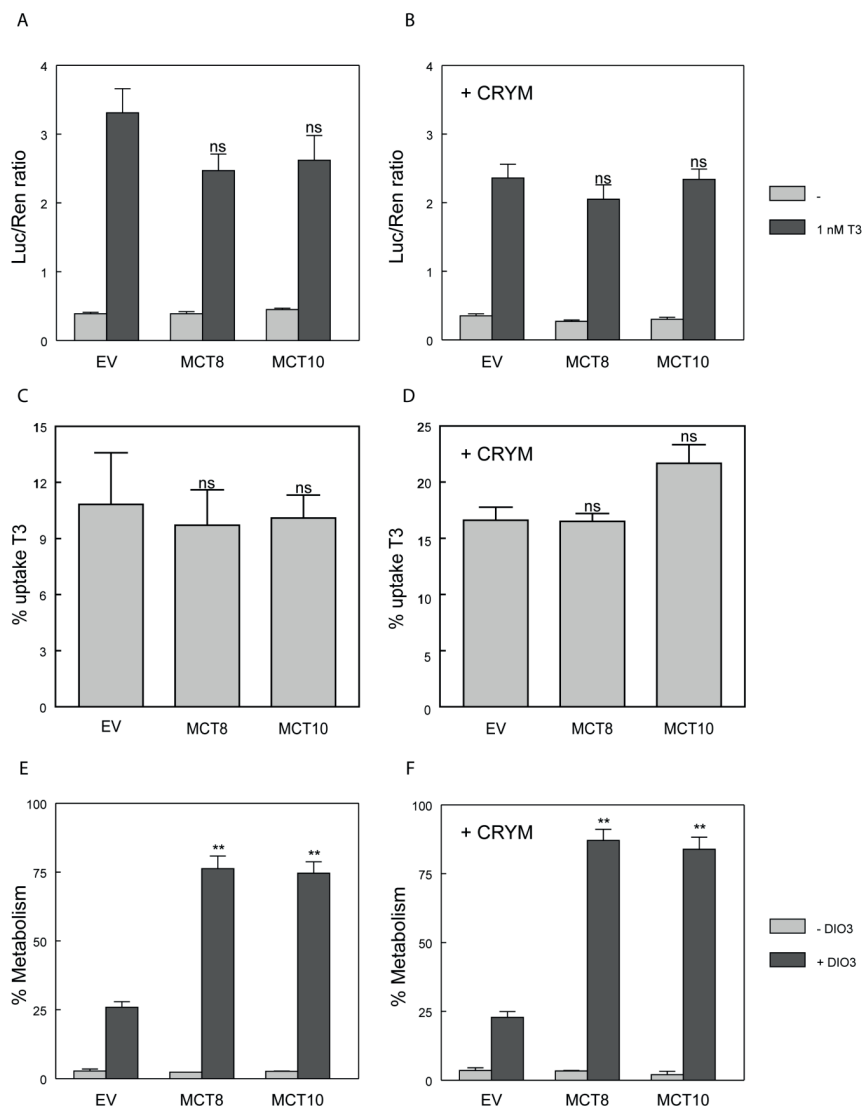 A
B
4
3
2
1
0
Luc/Ren ratio
ns
ns
EV
MCT8
MCT10
4
3
2
1
0
Luc/Ren ratio
+ CRYM
ns
ns
ns
EV
MCT8
MCT10
-
1 nM T3
C
D
15
12
9
6
3
0
% uptake T3
ns
ns
EV
MCT8
MCT10
25
20
15
10
5
0
% uptake T3
+ CRYM
ns
ns
EV
MCT8
MCT10
E
F
100
75
50
25
0
% Metabolism
**
**
EV
MCT8
MCT10
100
75
50
25
0
% Metabolism
+ CRYM
**
**
EV
MCT8
MCT10
- DIO3
+ DIO3